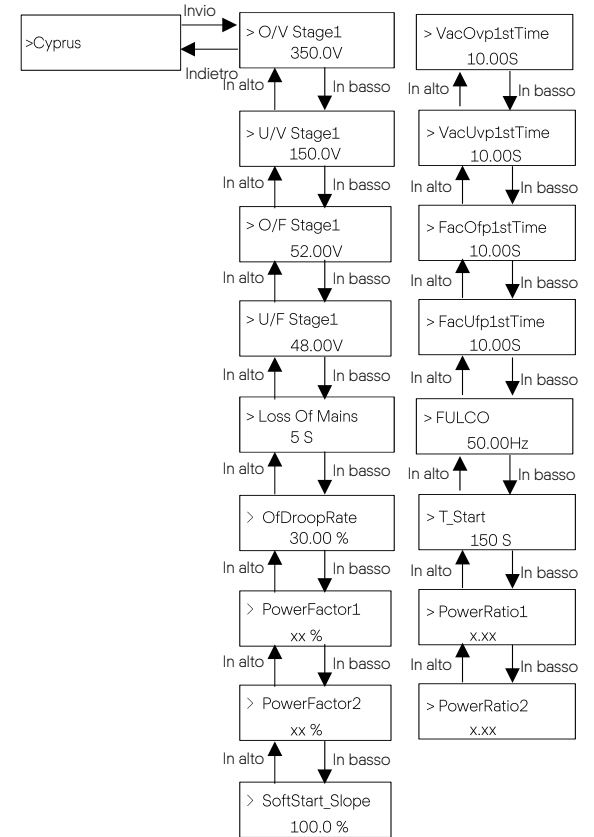 Invio
>Cyprus
Indietro
> O/V Stage1
350.0V
In alto
In basso
> U/V Stage1
150.0V
In alto
In basso
> O/F Stage1
52.00V
In alto
In basso
> U/F Stage1
48.00V
In alto
In basso
> Loss Of Mains
5 S
In alto
In basso
> OfDroopRate
30.00 %
In alto
In basso
> PowerFactor1
xx %
In alto
In basso
> PowerFactor2
xx %
In alto
In basso
> SoftStart_Slope
100.0 %
> VacOvp1stTime
10.00S
In alto
In basso
> VacUvp1stTime
10.00S
In alto
In basso
> FacOfp1stTime
10.00S
In alto
In basso
> FacUfp1stTime
10.00S
In alto
In basso
> FULCO
50.00Hz
In alto
In basso
> T_Start
150 S
In alto
In basso
> PowerRatio1
x.xx
In alto
In basso
> PowerRatio2
x.xx